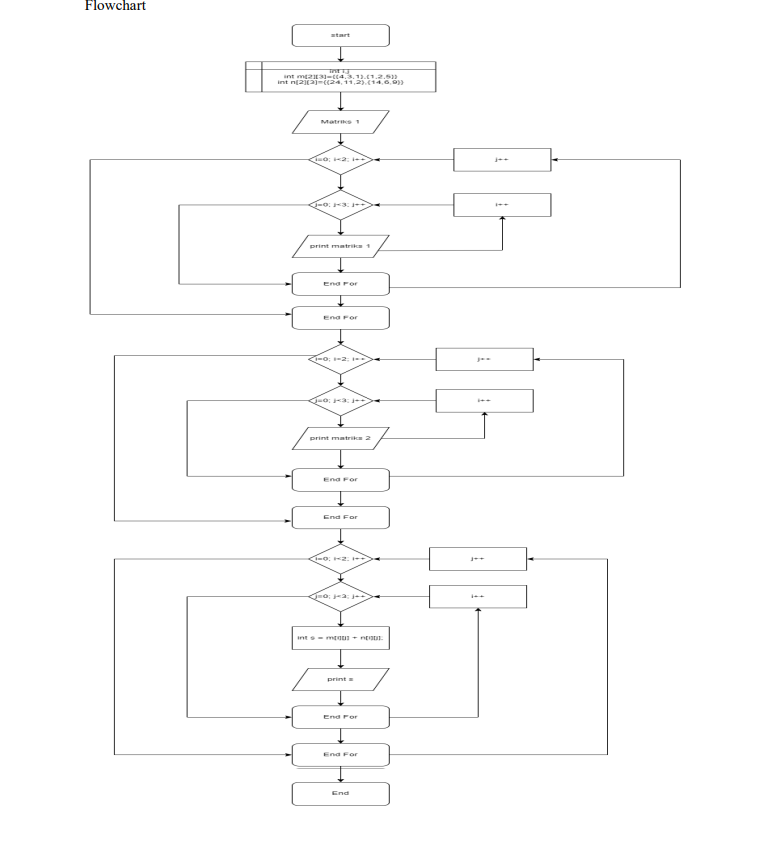 Flowchart
start
int i,j
int m[2][3]={{4,3,1},{1,2,5}}
int n[2][3]={{24,11,2},{14,6,9}}
Matriks 1
i=0; i<2; i++
j++
j=0; j<3; j++
i++
print matriks 1
End For
End For
i=0; i<2; i++
j++
j=0; j<3; j++
i++
print matriks 2
End For
End For
i=0; i<2; i++
j++
j=0; j<3; j++
i++
int s = m[i][j] + n[i][j];
print s
End For
End For
End